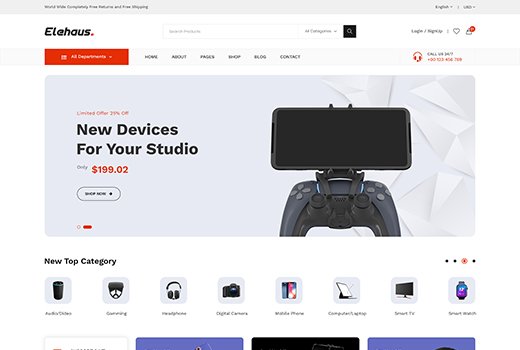 World Wide Completely Free Returns and Free Shipping
English
USD
Elehaus.
Search Products
All Categories
Login / SignUp
All Departments
HOME
ABOUT
PAGES
SHOP
BLOG
CONTACT
CALL US 24/7
+00 123 456 789
Limited Offer 25% Off
New Devices
For Your Studio
Only $199.02
SHOP NOW
New Top Category
Audio/Video
Gamming
Headphone
Digital Camera
Mobile Phone
Computer/Laptop
Smart TV
Smart Watch